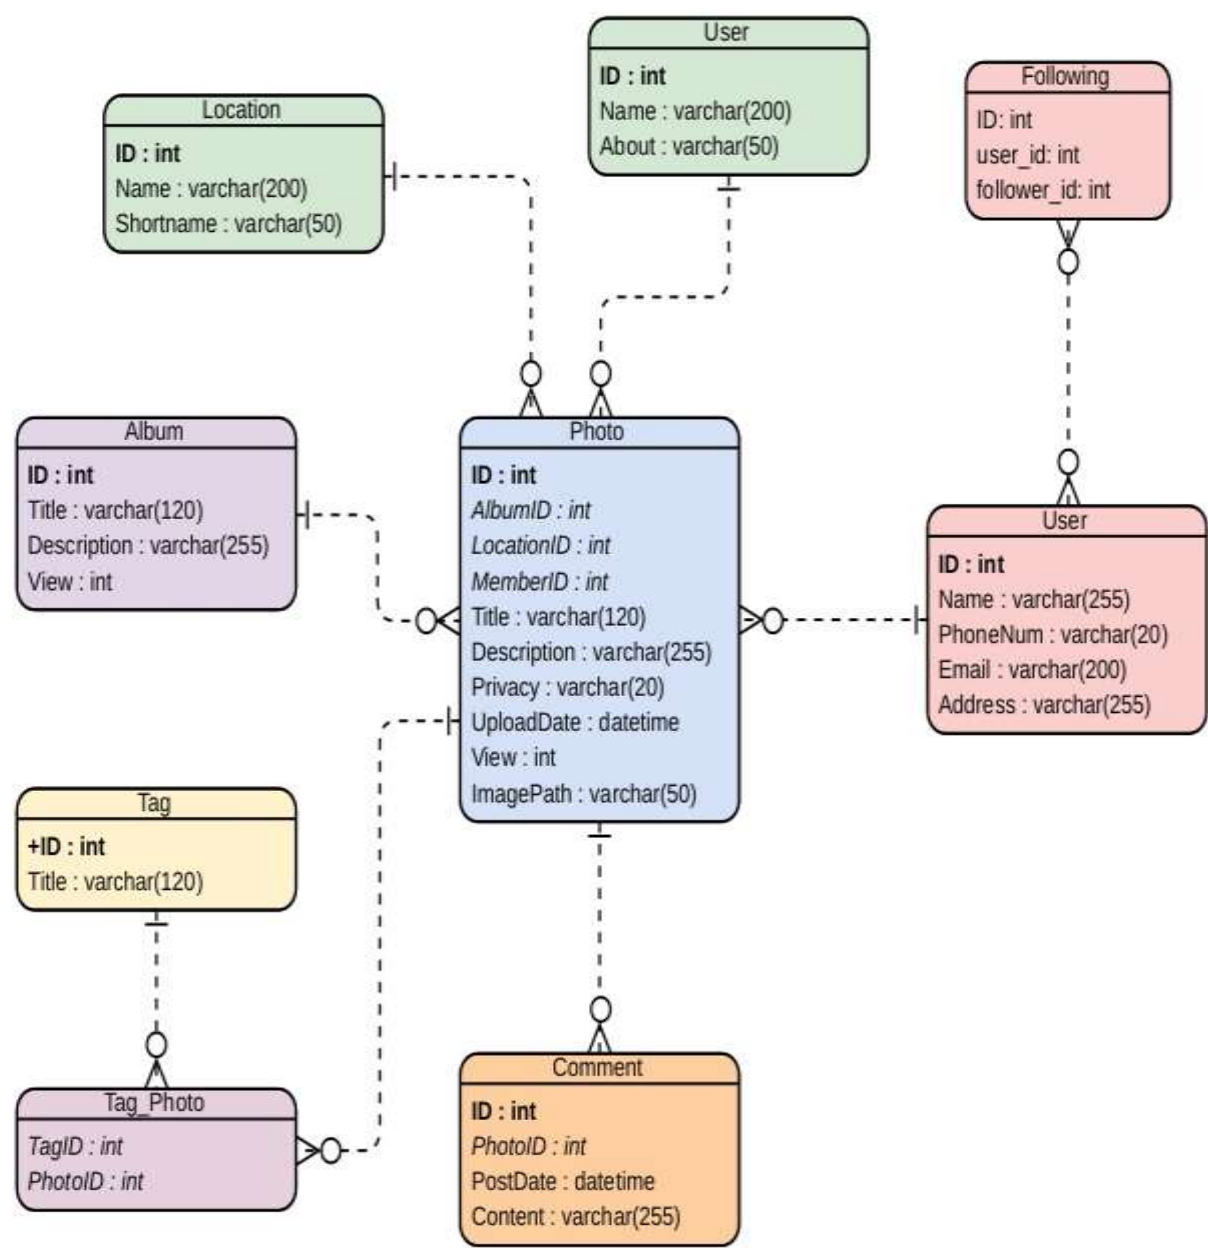 User
ID : int
Name : varchar(200)
About : varchar(50)
Following
ID: int
user_id: int
follower_id: int
Location
ID : int
Name : varchar(200)
Shortname : varchar(50)
Album
ID : int
Title : varchar(120)
Description : varchar(255)
View : int
Photo
ID : int
AlbumID : int
LocationID : int
MemberID : int
Title : varchar(120)
Description : varchar(255)
Privacy : varchar(20)
UploadDate : datetime
View : int
ImagePath : varchar(50)
User
ID : int
Name : varchar(255)
PhoneNum : varchar(20)
Email : varchar(200)
Address : varchar(255)
Tag
+ID : int
Title : varchar(120)
Tag_Photo
TagID : int
PhotoID : int
Comment
ID : int
PhotoID : int
PostDate : datetime
Content : varchar(255)